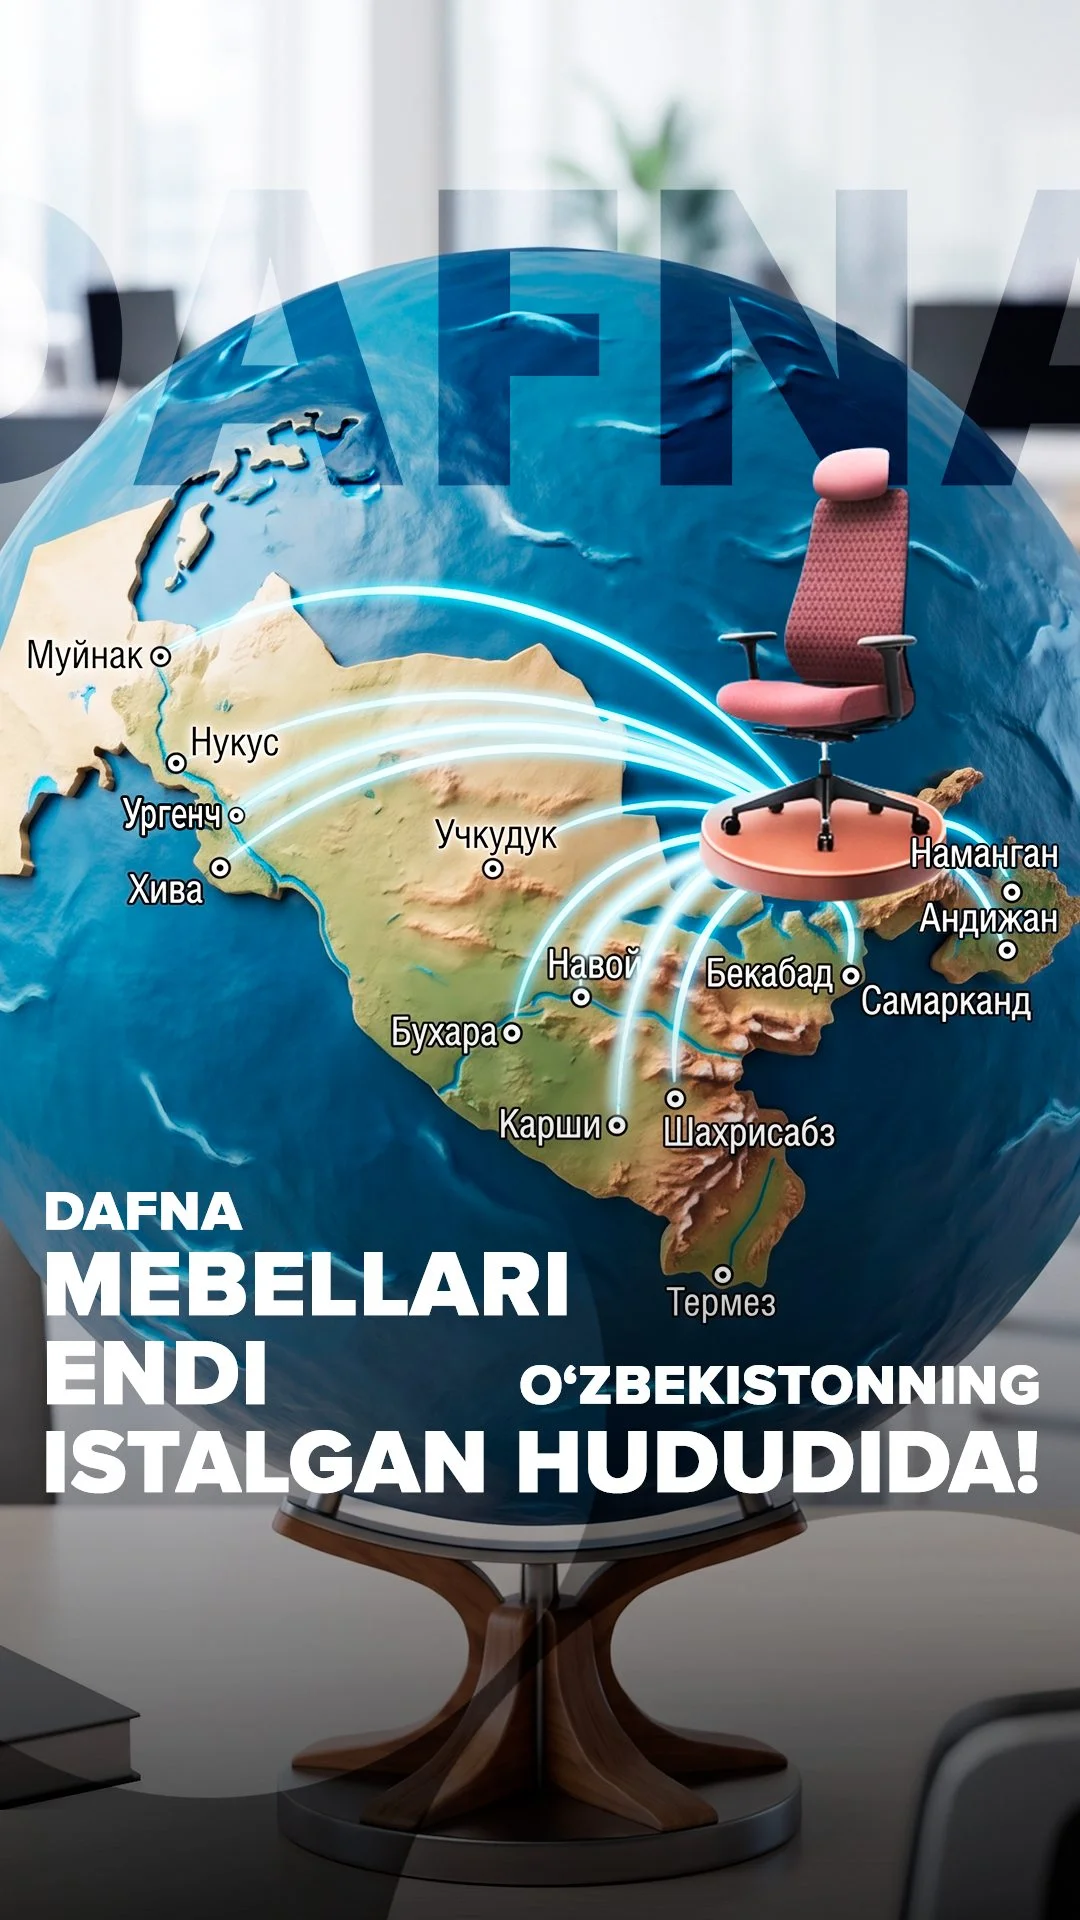 DAFNA
Муйнак
Нукус
Ургенч
Учкудук
Хива
Наманган
Андижан
Навой
Бекабад
Самарканд
Бухара
Карши
Шахрисабз
Термез
DAFNA
MEBELLARI
ENDI
O‘ZBEKISTONNING
ISTALGAN HUDUDIDA!